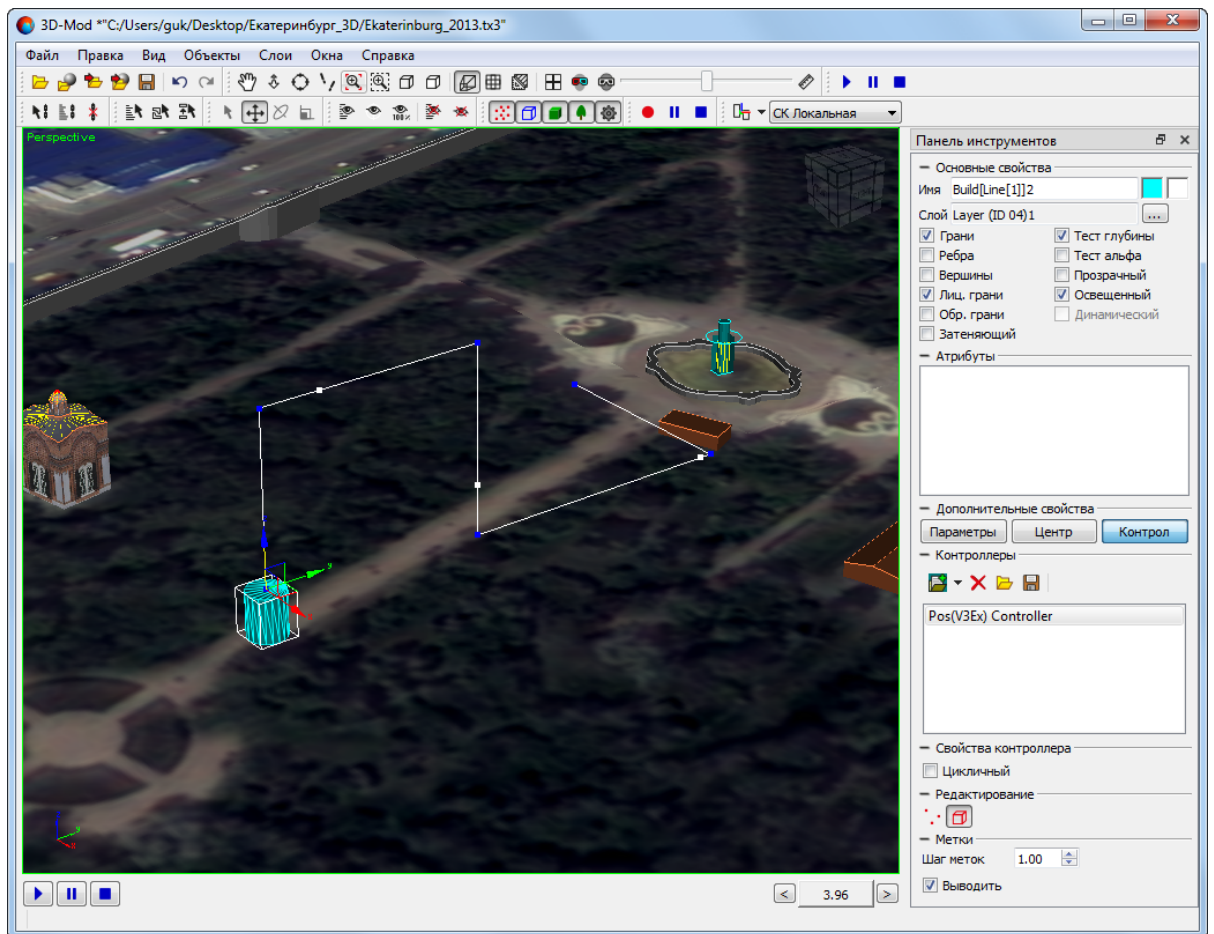 3D-Mod *"C:/Users/guk/Desktop/Екатеринбург_3D/Ekaterinburg_2013.tx3"
Файл Правка Вид Объекты Слои Окна Справка
100%
СК Локальная
Perspective
Панель инструментов
Основные свойства
Имя Build[Line[1]]2
Слой Layer (ID 04)1 ...
Грани Тест глубины
Ребра Тест альфа
Вершины Прозрачный
Лиц. грани Освещенный
Обр. грани Динамический
Затеняющий
Атрибуты
Дополнительные свойства
Параметры Центр Контрол
Контроллеры
Pos(V3Ex) Controller
Свойства контроллера
Цикличный
Редактирование
Метки
Шаг меток 1.00
Выводить
< 3.96 >